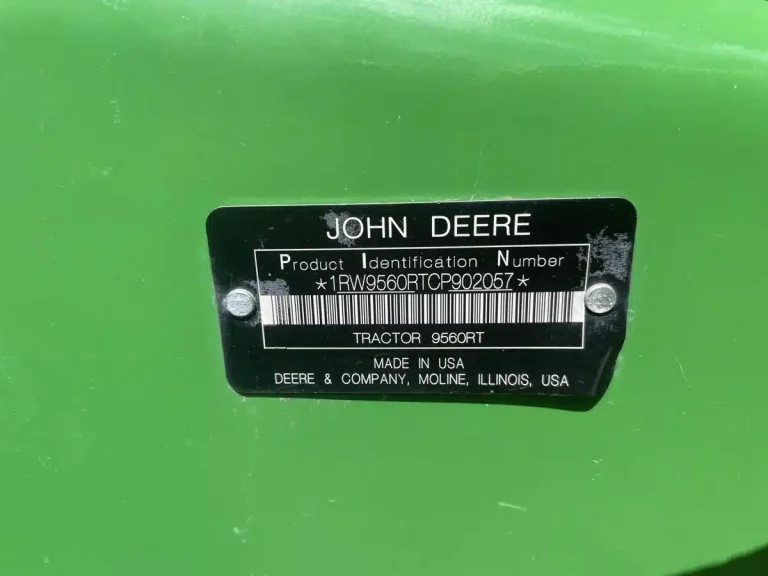 JOHN DEERE
Product Identification Number
*1RW9560RTCP902057*
TRACTOR 9560RT
MADE IN USA
DEERE & COMPANY, MOLINE, ILLINOIS, USA